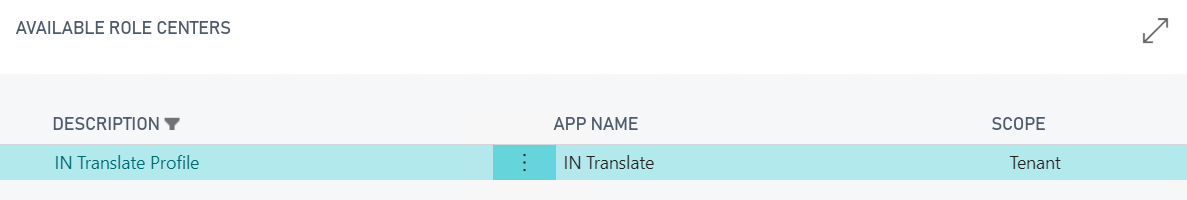 AVAILABLE ROLE CENTERS
DESCRIPTION APP NAME SCOPE
IN Translate Profile IN Translate Tenant